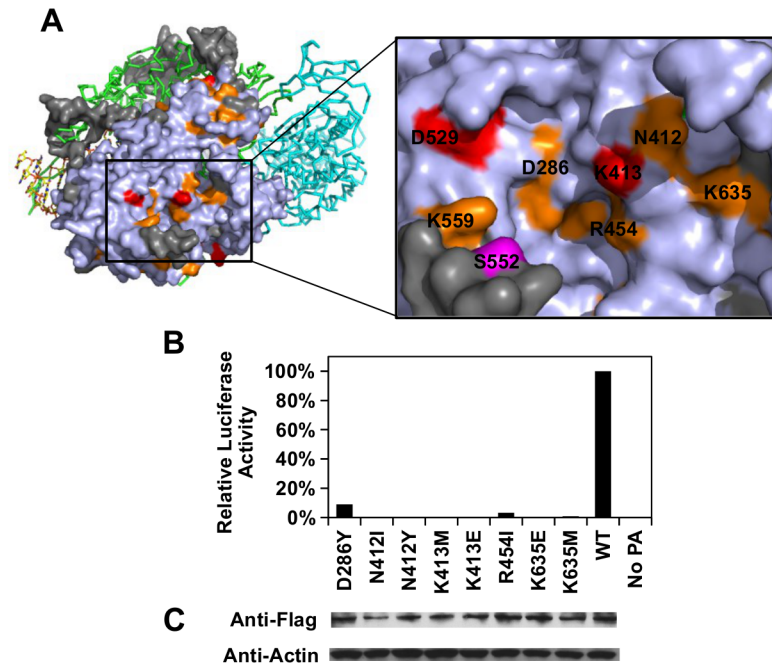 A
D529
D286
K413
N412
K635
K559
R454
S552
B
Relative Luciferase
Activity
100%
80%
60%
40%
20%
0%
D286Y
N412I
N412Y
K413M
K413E
R454I
K635E
K635M
WT
No PA
C
Anti-Flag
Anti-Actin